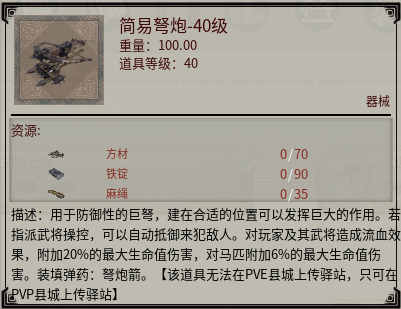 简易弩炮-40级
重量：100.00
道具等级：40
器械
资源:
方材 0/70
铁锭 0/90
麻绳 0/35
描述：用于防御性的巨弩，建在合适的位置可以发挥巨大的作用。若
指派武将操控，可以自动抵御来犯敌人。对玩家及其武将造成流血效
果，附加20%的最大生命值伤害，对马匹附加6%的最大生命值伤
害。装填弹药：弩炮箭。【该道具无法在PVE县城上传驿站，只可在
PVP县城上传驿站】